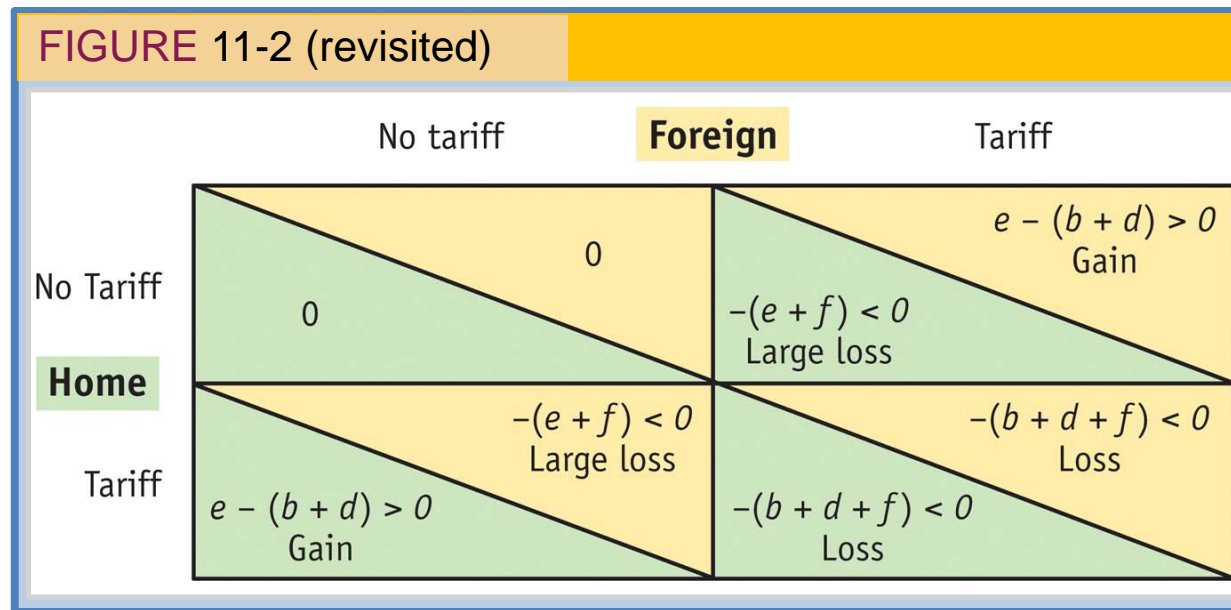 FIGURE 11-2 (revisited)
No tariff Foreign Tariff
e – (b + d) > 0
Gain
0
No Tariff
0
–(e + f) < 0
Large loss
Home
–(e + f) < 0
Large loss
–(b + d + f) < 0
Loss
Tariff
e – (b + d) > 0
Gain
–(b + d + f) < 0
Loss